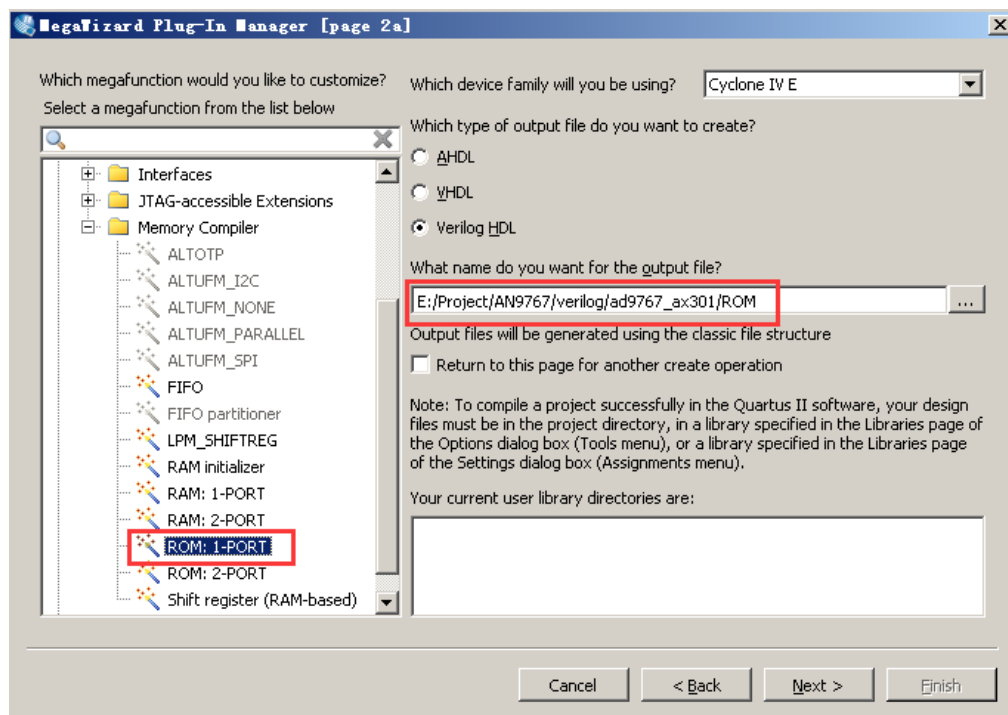 MegaWizard Plug-In Manager [page 2a]
Which megafunction would you like to customize?
Select a megafunction from the list below
Interfaces
JTAG-accessible Extensions
Memory Compiler
ALTOTP
ALTUFM_I2C
ALTUFM_NONE
ALTUFM_PARALLEL
ALTUFM_SPI
FIFO
FIFO partitioner
LPM_SHIFTREG
RAM initializer
RAM: 1-PORT
RAM: 2-PORT
ROM: 1-PORT
ROM: 2-PORT
Shift register (RAM-based)
Which device family will you be using?
Cyclone IV E
Which type of output file do you want to create?
AHDL
VHDL
Verilog HDL
What name do you want for the output file?
E:/Project/AN9767/verilog/ad9767_ax301/ROM
...
Output files will be generated using the classic file structure
Return to this page for another create operation
Note: To compile a project successfully in the Quartus II software, your design
files must be in the project directory, in a library specified in the Libraries page of
the Options dialog box (Tools menu), or a library specified in the Libraries page
of the Settings dialog box (Assignments menu).
Your current user library directories are:
Cancel
< Back
Next >
Finish